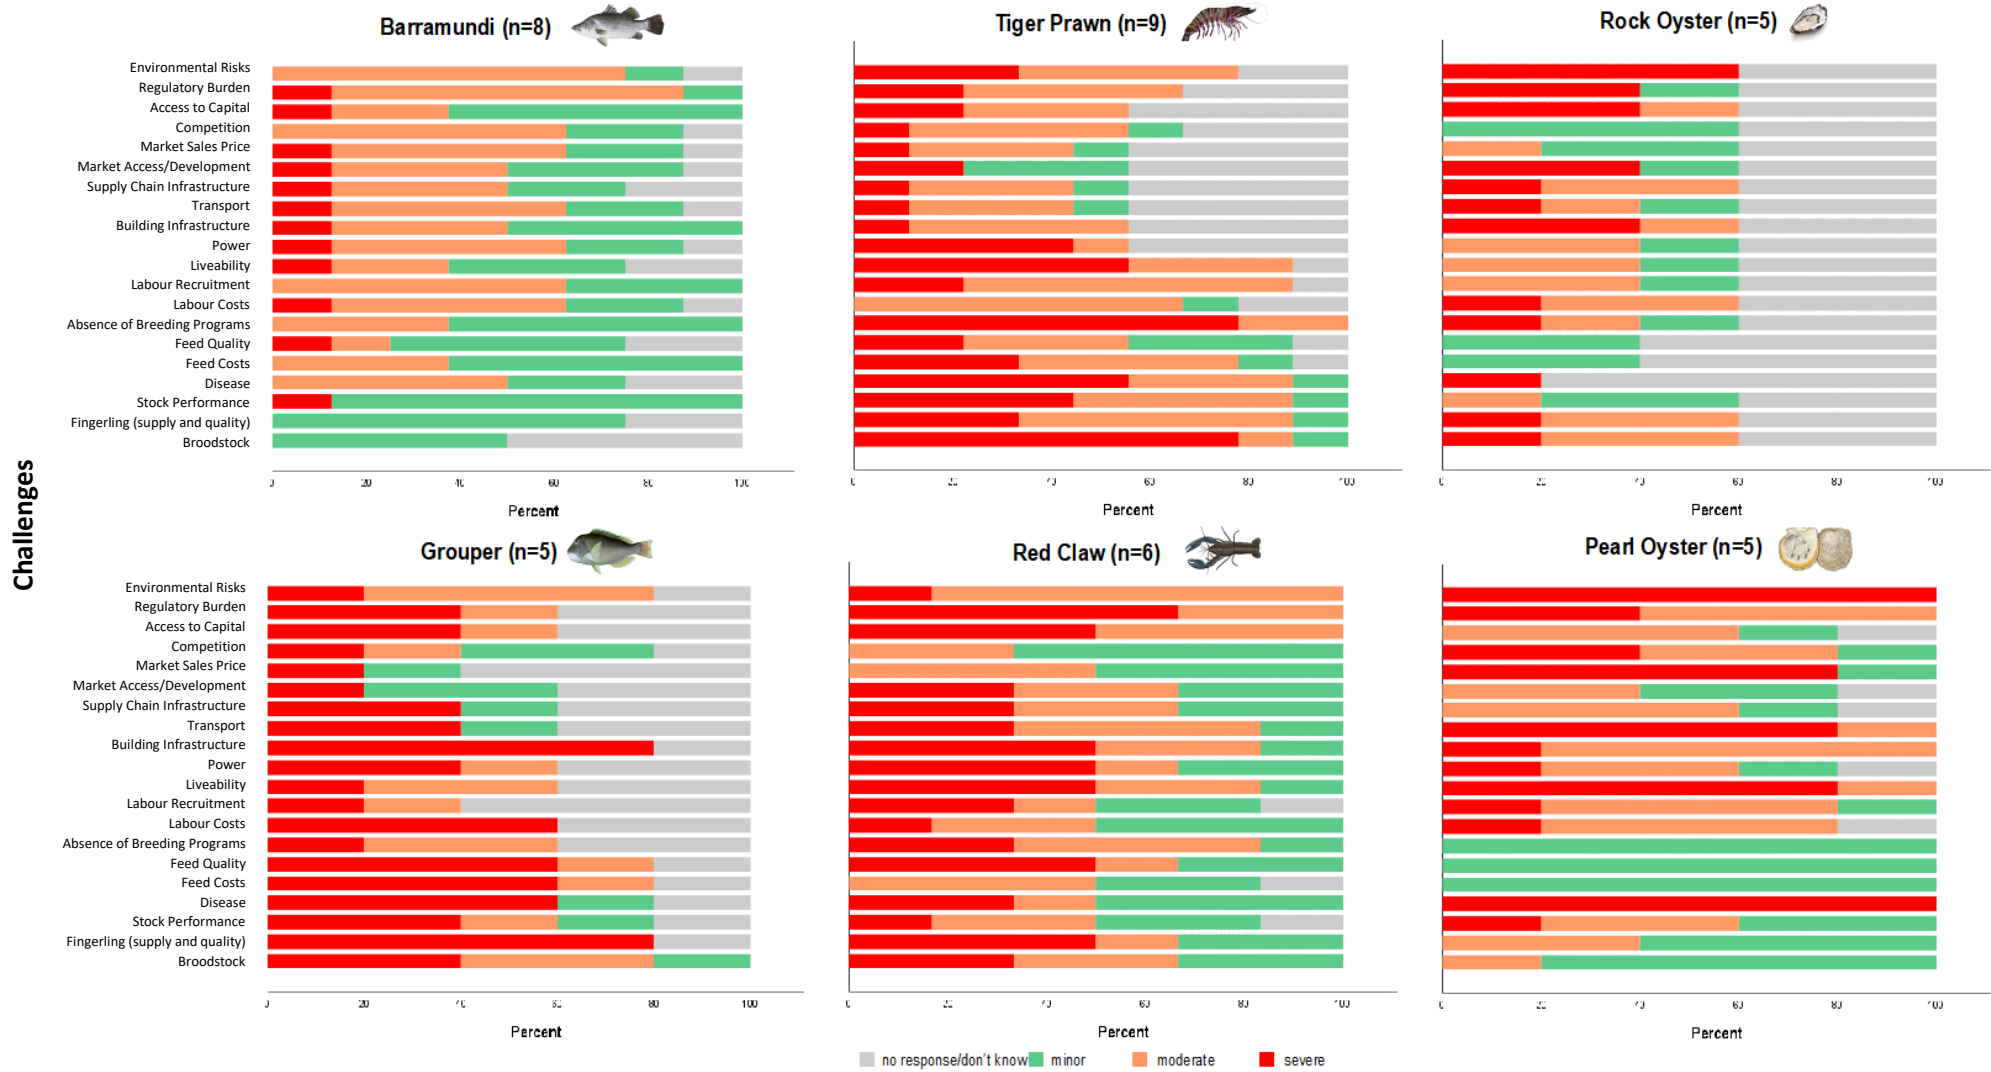 Barramundi (n=8)
Tiger Prawn (n=9)
Rock Oyster (n=5)
Environmental Risks
Regulatory Burden
Access to Capital
Competition
Market Sales Price
Market Access/Development
Supply Chain Infrastructure
Transport
Building Infrastructure
Power
Liveability
Labour Recruitment
Labour Costs
Absence of Breeding Programs
Feed Quality
Feed Costs
Disease
Stock Performance
Fingerling (supply and quality)
Broodstock
20 60 80 100
Percent
Percent
Percent
Challenges
Grouper (n=5)
Red Claw (n=6)
Pearl Oyster (n=5)
Environmental Risks
Regulatory Burden
Access to Capital
Competition
Market Sales Price
Market Access/Development
Supply Chain Infrastructure
Transport
Building Infrastructure
Power
Liveability
Labour Recruitment
Labour Costs
Absence of Breeding Programs
Feed Quality
Feed Costs
Disease
Stock Performance
Fingerling (supply and quality)
Broodstock
20 80 100
Percent
Percent
Percent
no response/don't know minor moderate severe